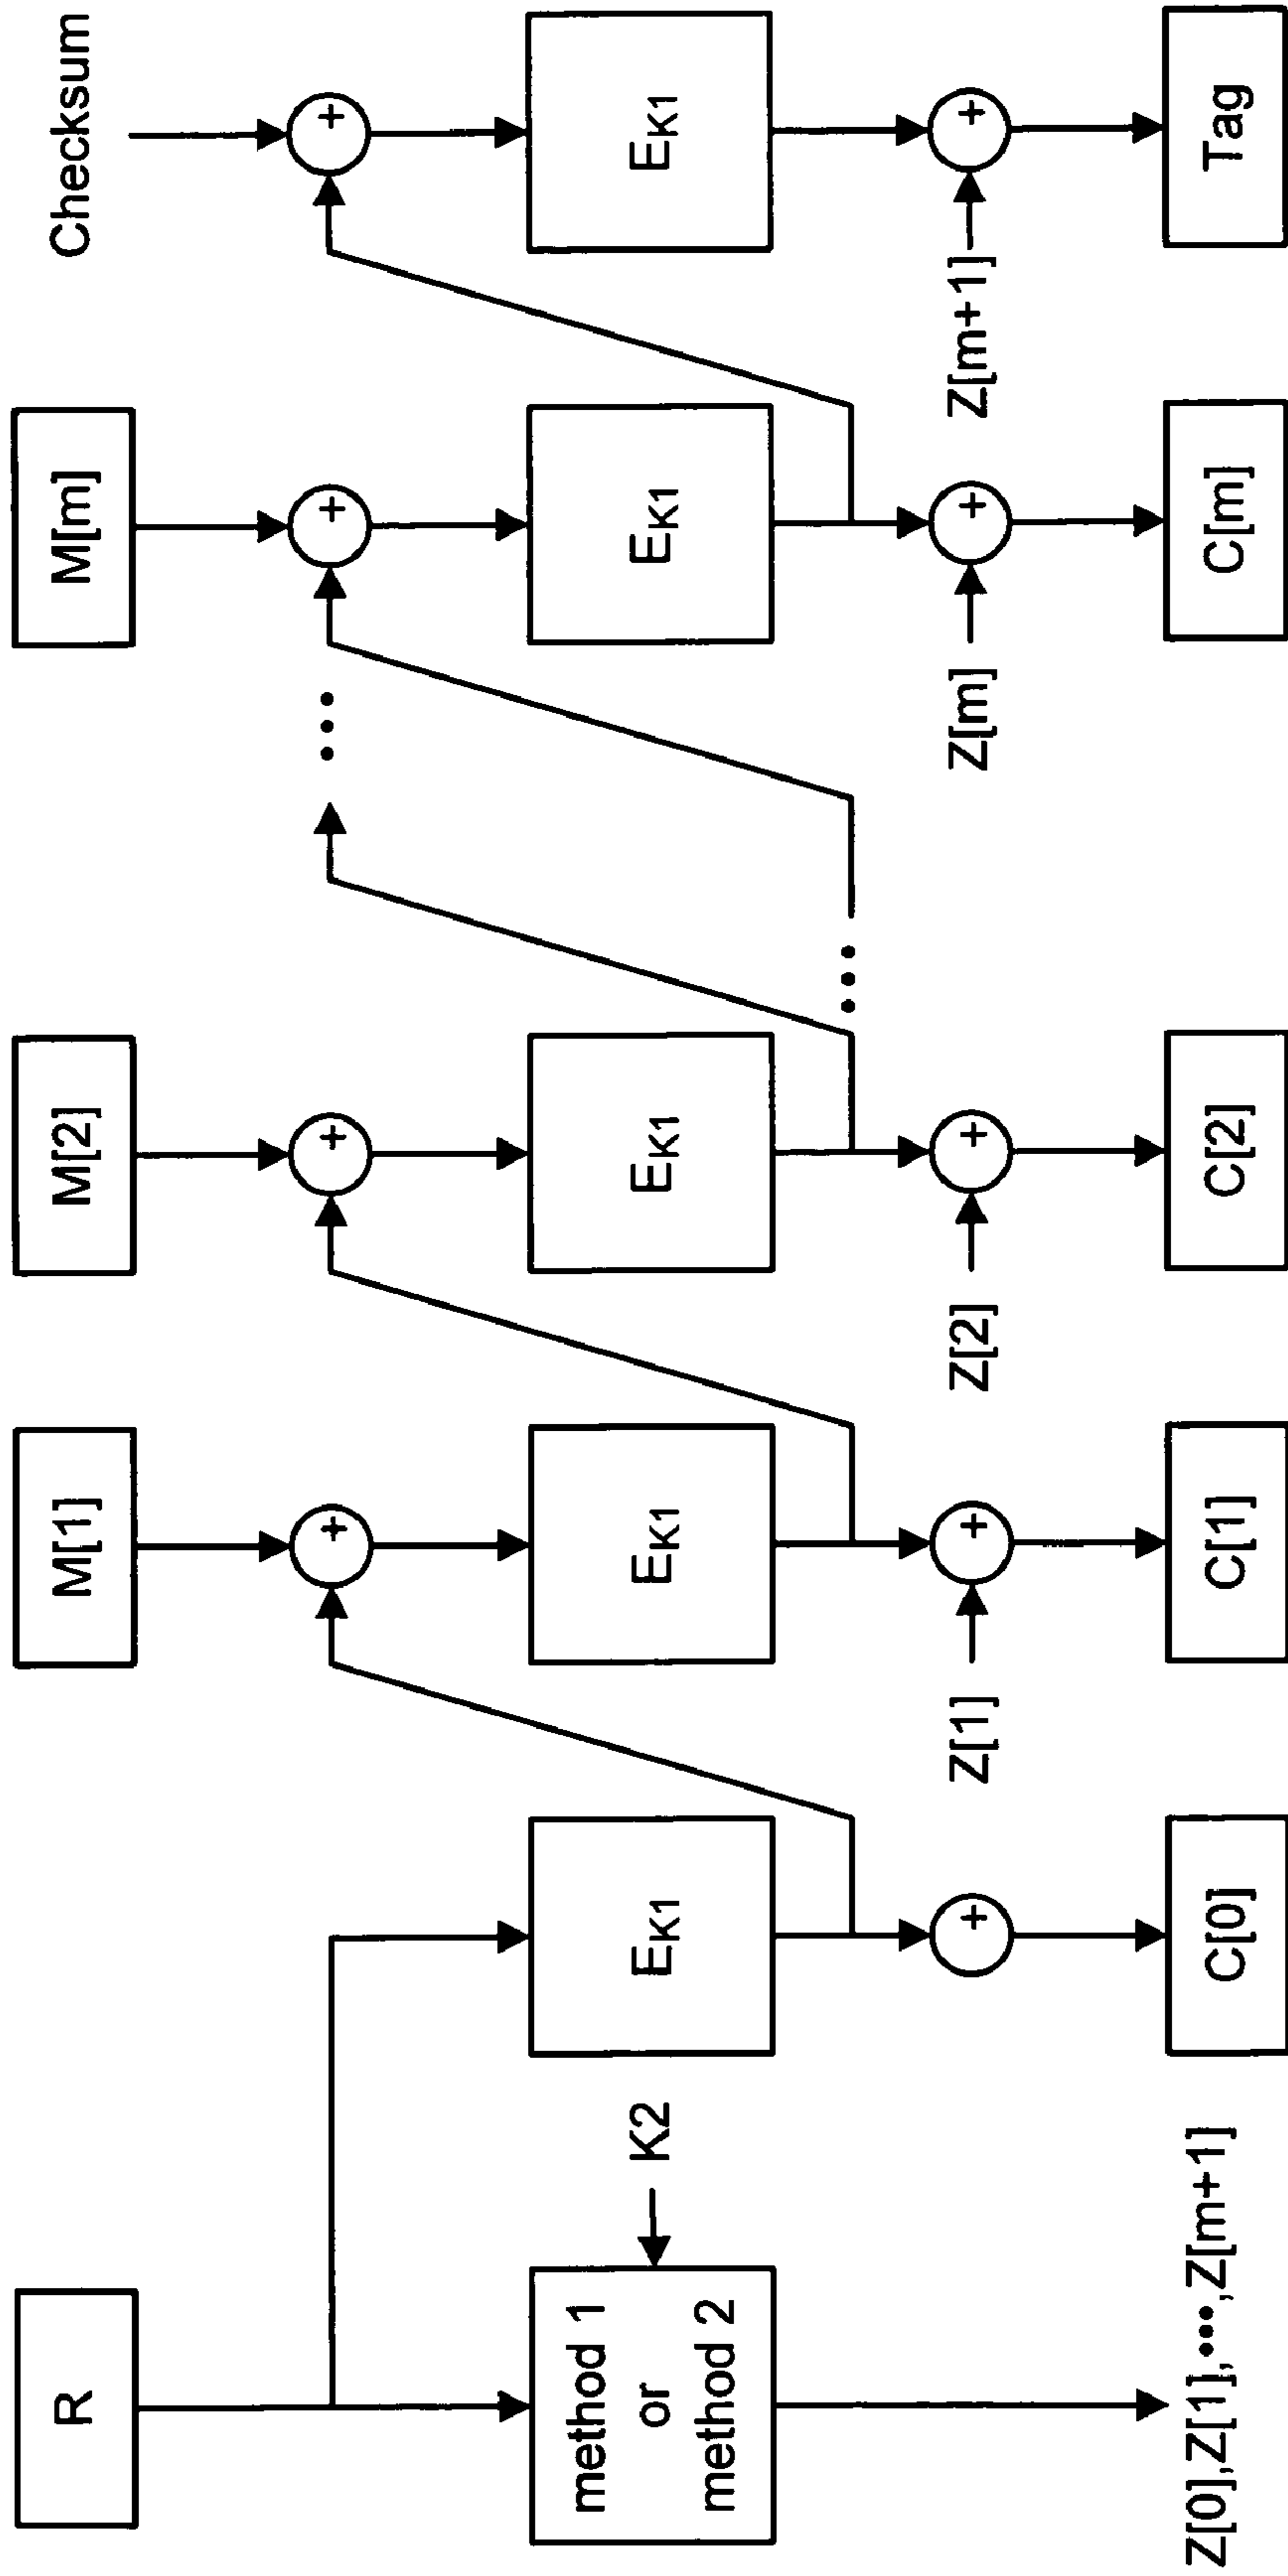 R
M[1]
M[2]
M[m]
Checksum
+
+
+
+
method 1
or
method 2
K2
EK1
EK1
EK1
EK1
EK1
+
Z[1]
+
Z[2]
+
Z[m]
+
Z[m+1]
+
Z[0],Z[1],•••,Z[m+1]
C[0]
C[1]
C[2]
C[m]
Tag